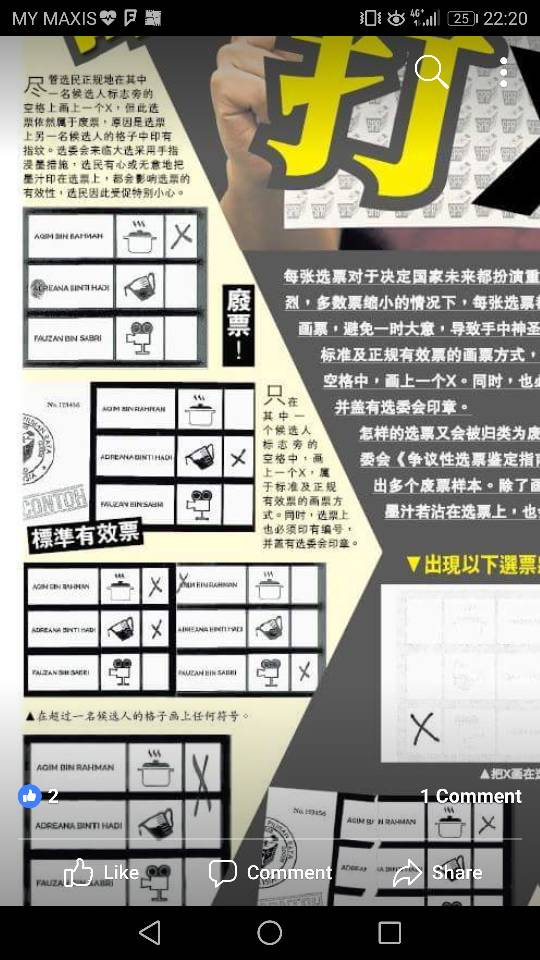 MY MAXIS
4G+
25
22:20
打
尽管选民正规地在其中
一名候选人标志旁的
空格上画上一个X，但此选
票依然属于废票，原因是选票
上另一名候选人的格子中印有
指纹。选委会来临大选采用手指
浸墨措施，选民有心或无意地把
墨汁印在选票上，都会影响选票的
有效性，选民因此受促特别小心。
AQIM BIN RAHMAN
X
ADREANA BINTI HADI
FAUZAN BIN SABRI
廢票！
每张选票对于决定国家未来都扮演重
烈，多数票缩小的情况下，每张选票都
画票，避免一时大意，导致手中神圣
标准及正规有效票的画票方式，
空格中，画上一个X。同时，也必
并盖有选委会印章。
怎样的选票又会被归类为废
委会《争议性选票鉴定指南
出多个废票样本。除了画
墨汁若沾在选票上，也会
No. 123456
CONTOH
AQIM BIN RAHMAN
ADREANA BINTI HADI
X
FAUZAN BIN SABRI
標準有效票
只在
其中一
个候选人
标志旁的
空格中，画
上一个X，属
于标准及正规
有效票的画票方
式。同时，选票上
也必须印有编号，
并盖有选委会印章。
▼出現以下選票
AQIM BIN RAHMAN
X
ADREANA BINTI HADI
X
FAUZAN BIN SABRI
AQIM BIN RAHMAN
ADREANA BINTI HADI
FAUZAN BIN SABRI
X
▲在超过一名候选人的格子画上任何符号。
X
▲把X画在选
AQIM BIN RAHMAN
X
ADREANA BINTI HADI
FAUZAN BIN SABRI
No. 123456
AQIM BIN RAHMAN
X
ADREANA BINTI HADI
2
1 Comment
Like
Comment
Share